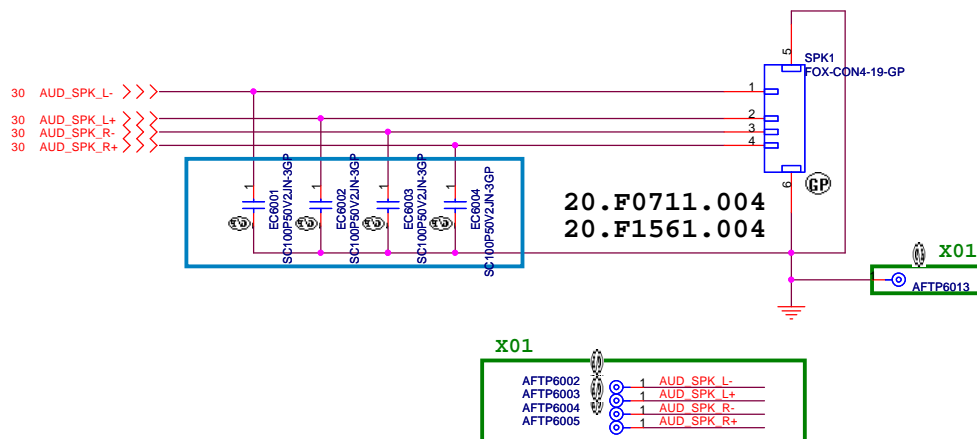 5
SPK1
FOX-CON4-19-GP
30 AUD_SPK_L-
1
30 AUD_SPK_L+
2
30 AUD_SPK_R-
3
30 AUD_SPK_R+
4
6
GP
1
EC6001
SC100P50V2JN-3GP
1
EC6002
SC100P50V2JN-3GP
1
EC6003
SC100P50V2JN-3GP
1
EC6004
SC100P50V2JN-3GP
20.F0711.004
20.F1561.004
X01
1
AFTP6013
X01
AFTP6002 1 AUD_SPK_L-
AFTP6003 1 AUD_SPK_L+
AFTP6004 1 AUD_SPK_R-
AFTP6005 1 AUD_SPK_R+